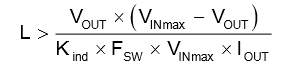 L > V_OUT × (V_INmax − V_OUT) / K_ind × F_SW × V_INmax × I_OUT